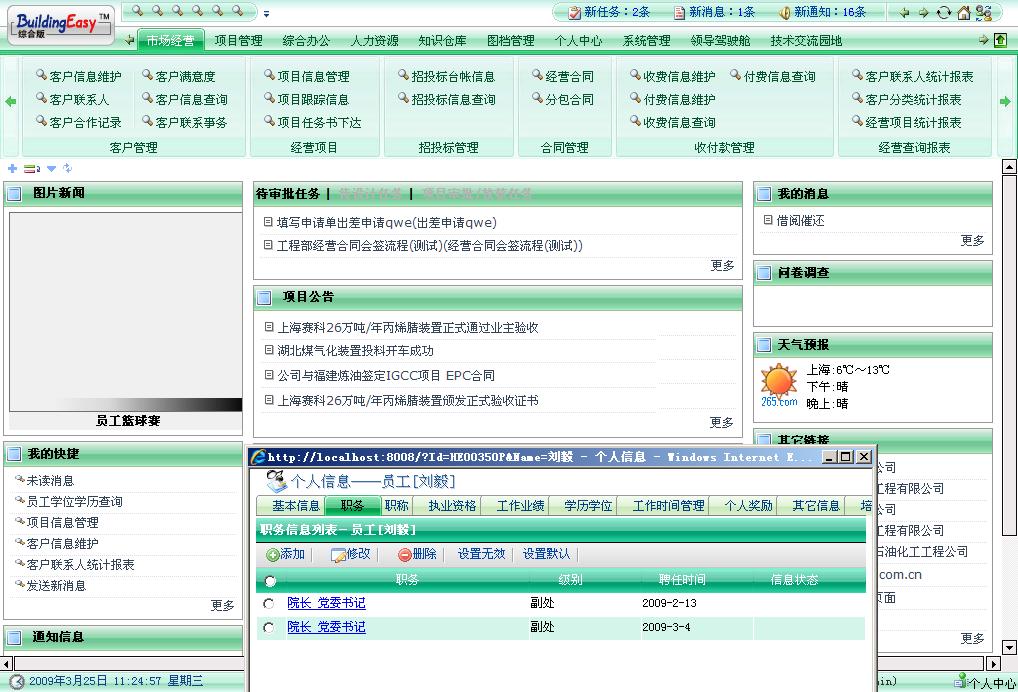 BuildingEasy™
综合版
新任务：2条 新消息：1条 新通知：16条
市场经营 项目管理 综合办公 人力资源 知识仓库 图档管理 个人中心 系统管理 领导驾驶舱 技术交流园地
客户信息维护 客户满意度 项目信息管理 招投标台帐信息 经营合同 收费信息维护 付费信息查询 客户联系人统计报表
客户联系人 客户信息查询 项目跟踪信息 招投标信息查询 分包合同 付费信息维护 客户分类统计报表
客户合作记录 客户联系事务 项目任务书下达 收费信息查询 经营项目统计报表
客户管理 经营项目 招投标管理 合同管理 收付款管理 经营查询报表
图片新闻
员工篮球赛
我的快捷
未读消息
员工学位学历查询
项目信息管理
客户信息维护
客户联系人统计报表
发送新消息
更多
通知信息
待审批任务 | 待设计任务 | 项目审批/校签任务
填写申请单出差申请qwe(出差申请qwe)
工程部经营合同会签流程(测试)(经营合同会签流程(测试))
更多
项目公告
上海赛科26万吨/年丙烯腈装置正式通过业主验收
湖北煤气化装置投料开车成功
公司与福建炼油签定IGCC项目 EPC合同
上海赛科26万吨/年丙烯腈装置颁发正式验收证书
更多
我的消息
借阅催还
更多
问卷调查
天气预报
上海:6℃～13℃
下午:晴
晚上:晴
265.com
其它链接
公司
工程有限公司
公司
工程有限公司
石油化工工程公司
com.cn
页面
更多
http://localhost:8008/?Id=HE00350P&Name=刘毅 - 个人信息 - Windows Internet E...
个人信息——员工[刘毅]
基本信息 职务 职称 执业资格 工作业绩 学历学位 工作时间管理 个人奖励 其它信息 培
职务信息列表-员工[刘毅]
添加 修改 删除 设置无效 设置默认
职务 级别 聘任时间 信息状态
院长 党委书记 副处 2009-2-13
院长 党委书记 副处 2009-3-4
2009年3月25日 11:24:57 星期三
in) 个人中心